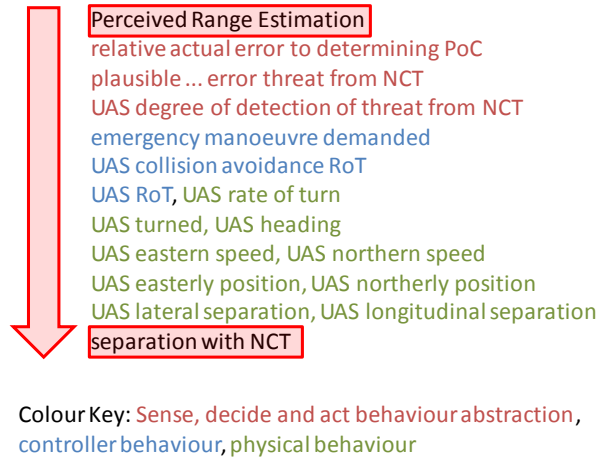 Perceived Range Estimation
relative actual error to determining PoC
plausible ... error threat from NCT
UAS degree of detection of threat from NCT
emergency manoeuvre demanded
UAS collision avoidance RoT
UAS RoT, UAS rate of turn
UAS turned, UAS heading
UAS eastern speed, UAS northern speed
UAS easterly position, UAS northerly position
UAS lateral separation, UAS longitudinal separation
separation with NCT
Colour Key: Sense, decide and act behaviour abstraction,
controller behaviour, physical behaviour